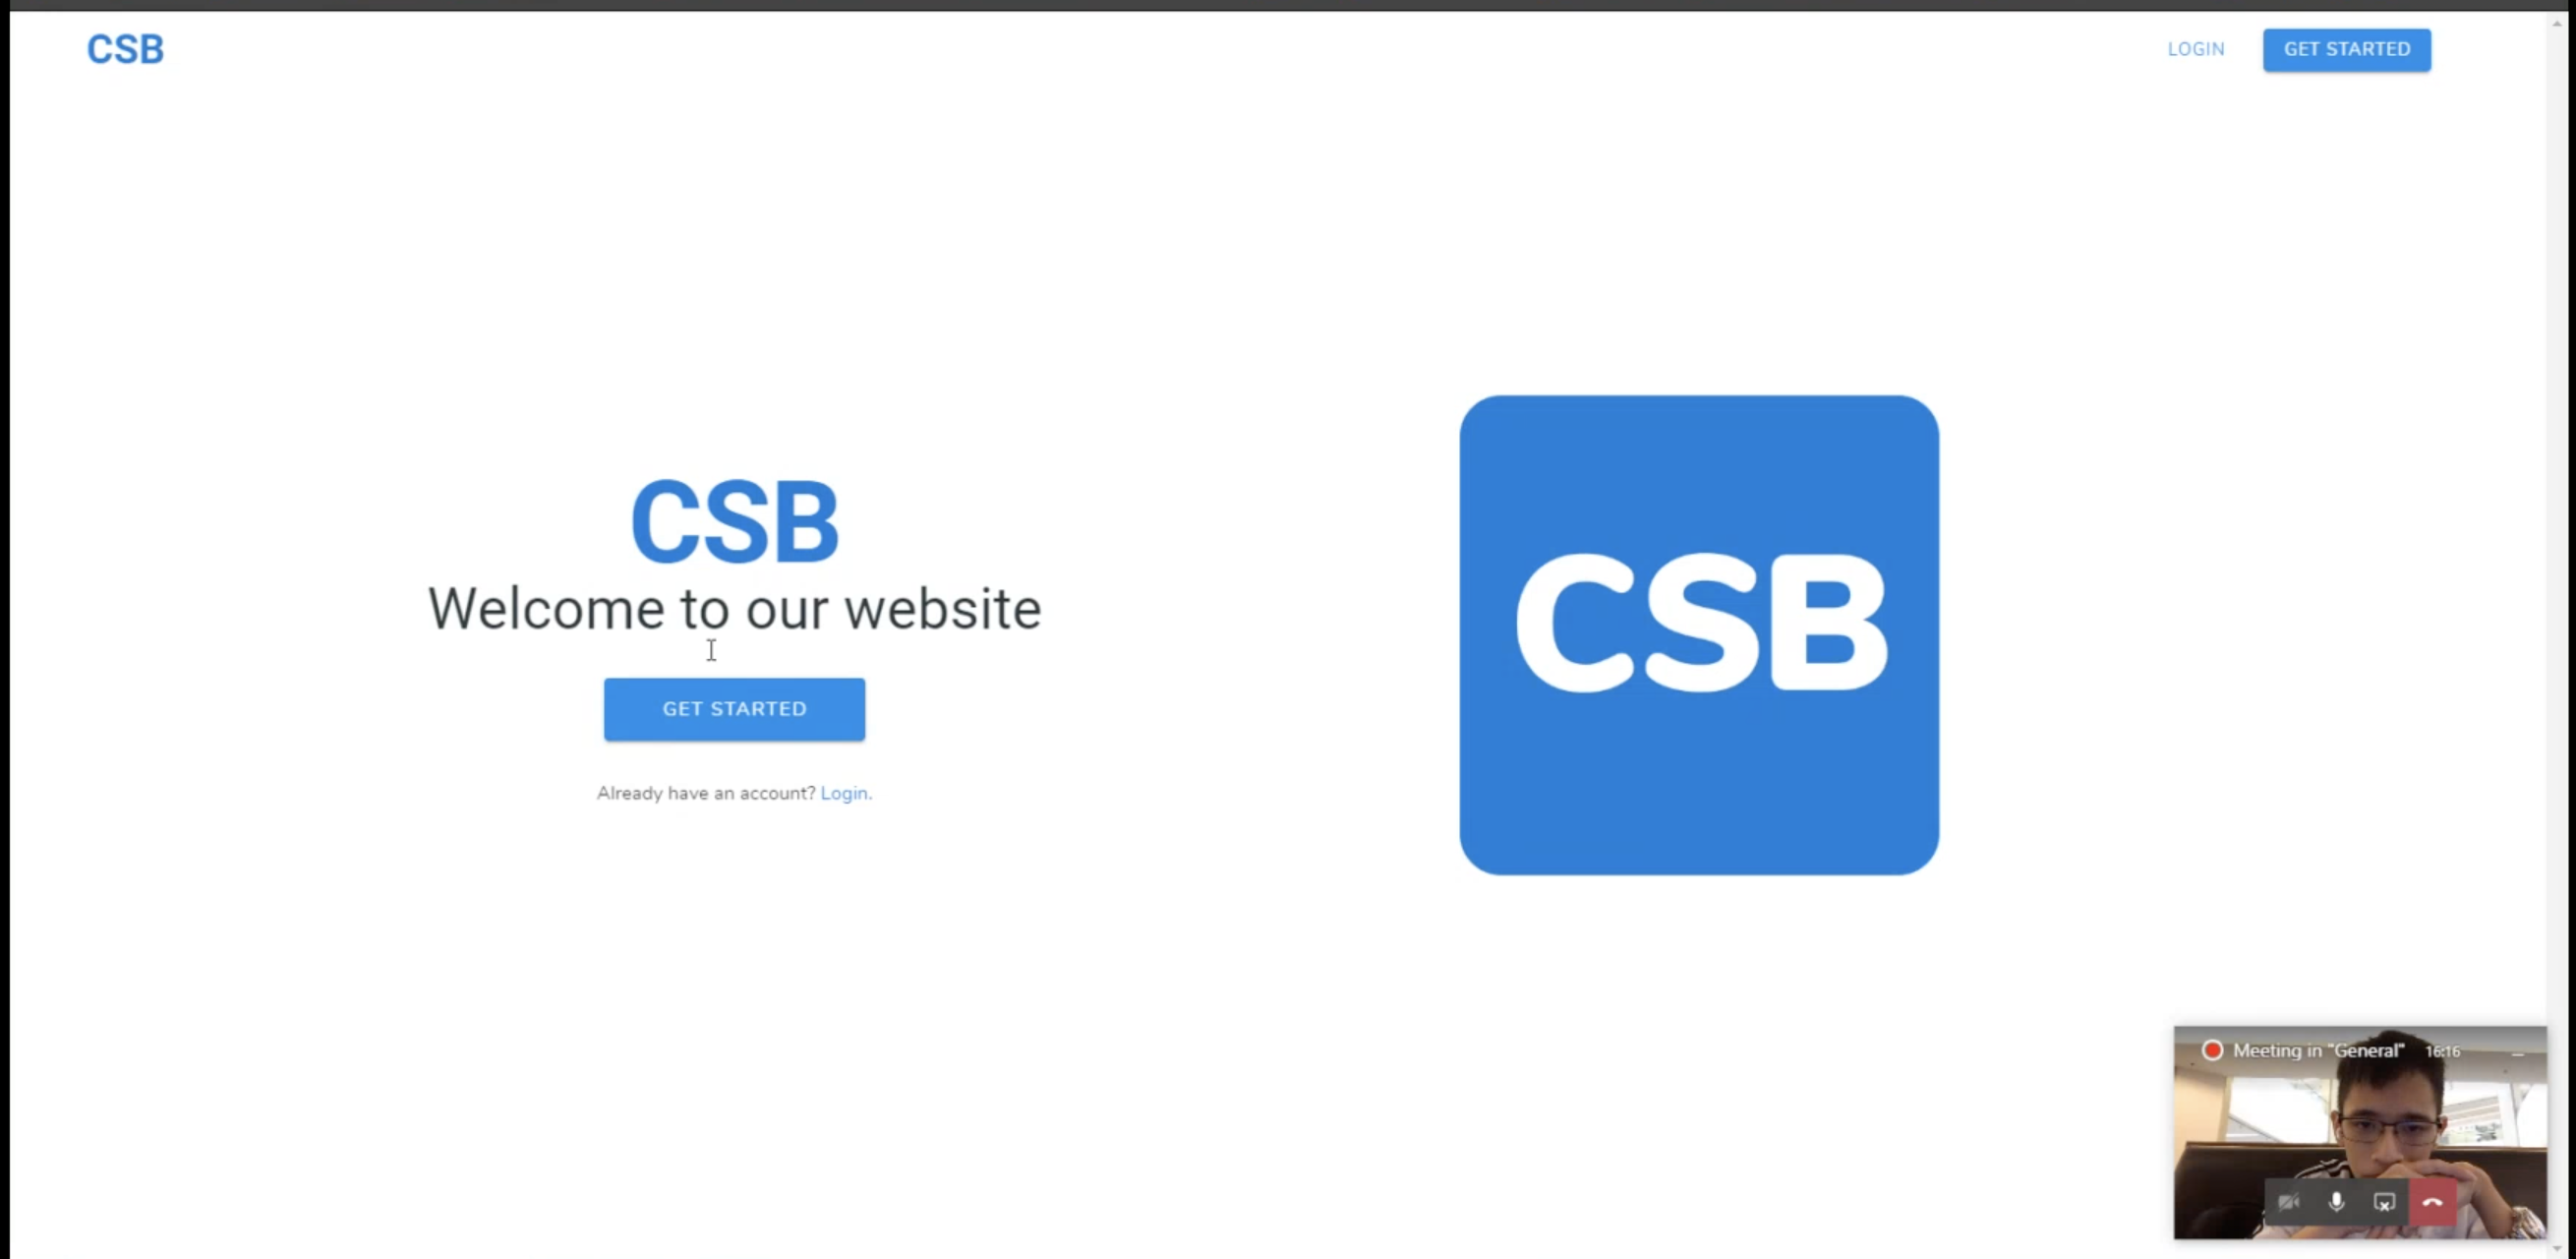 CSB
LOGIN
GET STARTED
CSB
Welcome to our website
GET STARTED
Already have an account? Login.
CSB
Meeting in "General" 16:16